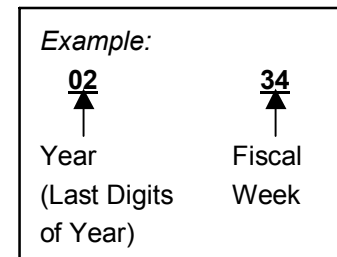 Example:
02 34
Year Fiscal
(Last Digits Week
of Year)